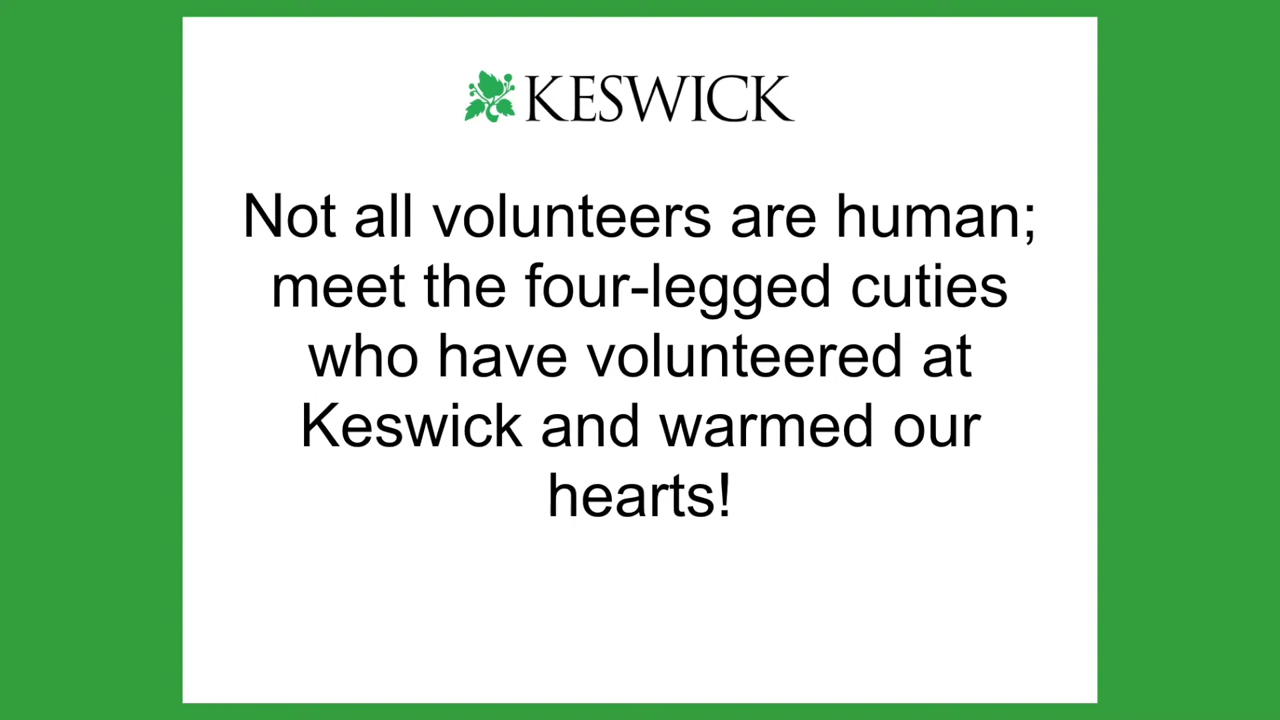 KESWICK
Not all volunteers are human;
meet the four-legged cuties
who have volunteered at
Keswick and warmed our
hearts!